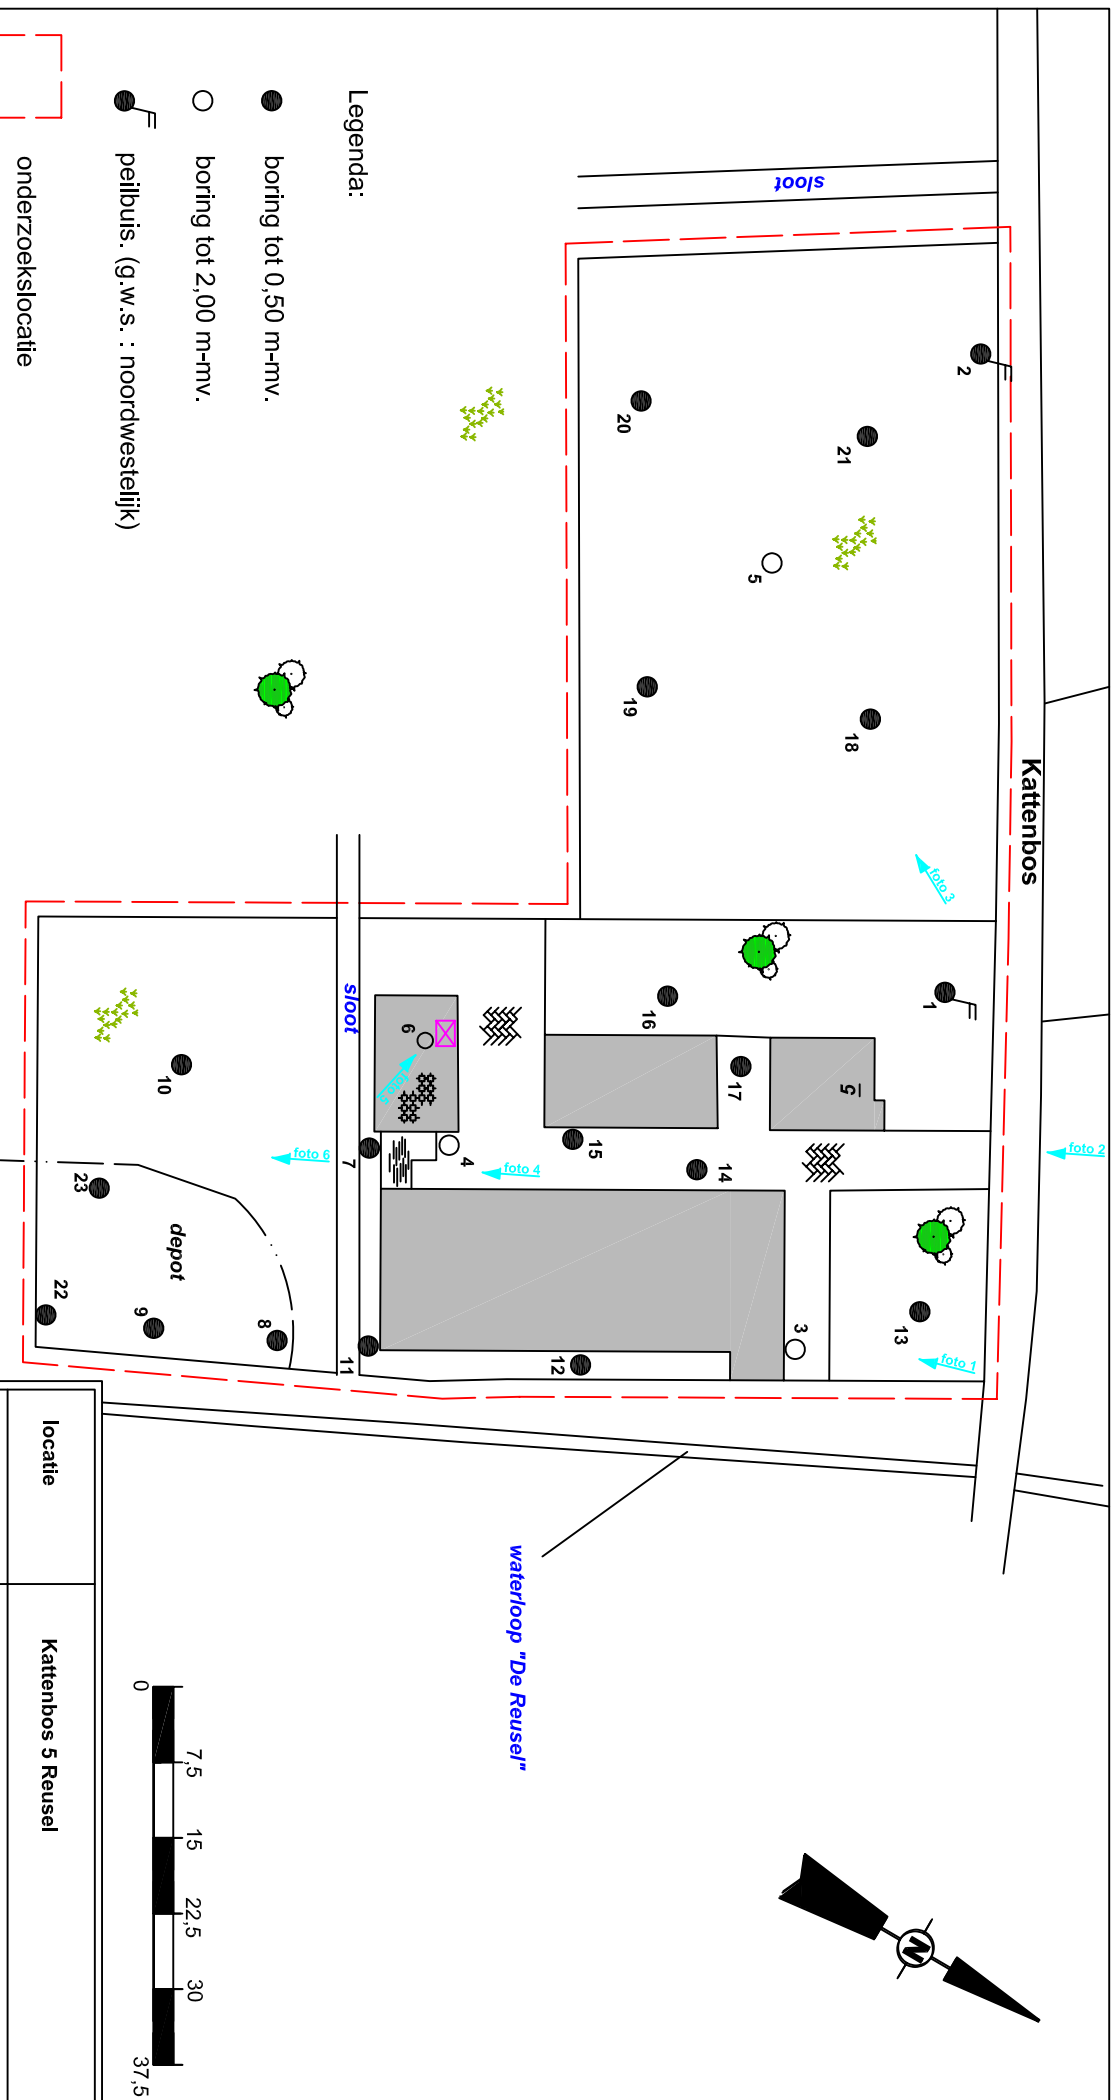 Kattenbos
sloot
2
21
20
5
18
19
foto 3
1
16
17
5
15
14
foto 2
foto 4
foto 6
foto 5
sloot
6
4
7
10
23
depot
22
9
8
11
12
3
13
foto 1
waterloop "De Reusel"
N
Legenda:
boring tot 0,50 m-mv.
boring tot 2,00 m-mv.
peilbuis. (g.w.s. : noordwestelijk)
onderzoekslocatie
0 7,5 15 22,5 30 37,5
locatie
Kattenbos 5 Reusel